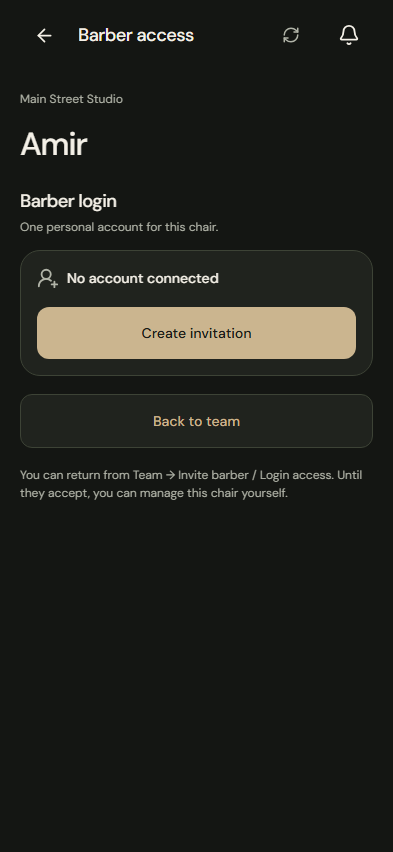 Barber access
Main Street Studio
Amir
Barber login
One personal account for this chair.
No account connected
Create invitation
Back to team
You can return from Team → Invite barber / Login access. Until
they accept, you can manage this chair yourself.